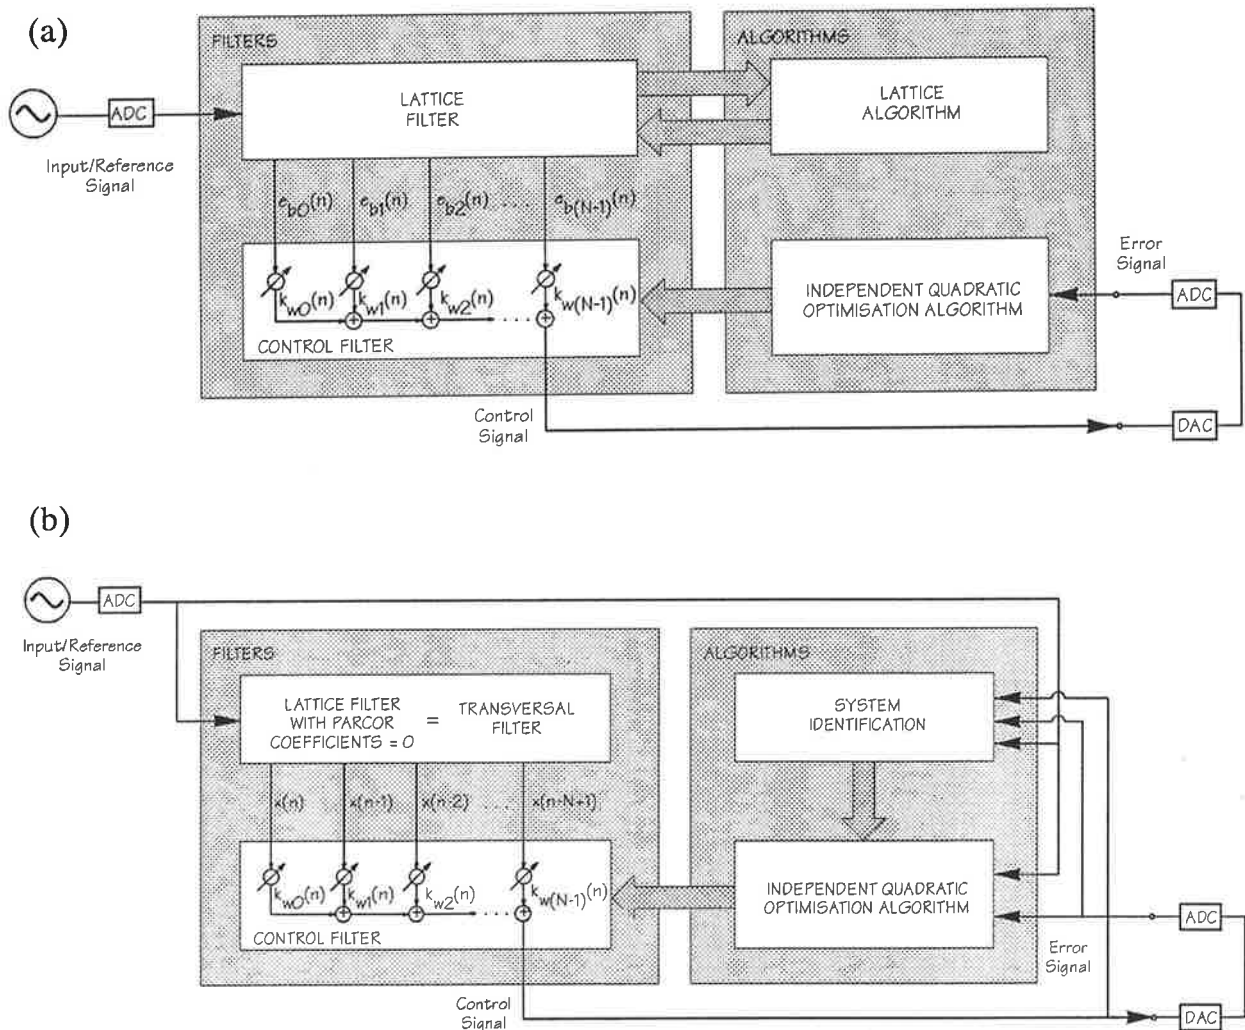 (a)
FILTERS
ALGORITHMS
LATTICE
FILTER
LATTICE
ALGORITHM
ADC
Input/Reference
Signal
e_b0(n) e_b1(n) e_b2(n) . . . e_b(N-1)(n)
k_w0(n) k_w1(n) k_w2(n) . . . . k_w(N-1)(n)
CONTROL FILTER
INDEPENDENT QUADRATIC
OPTIMISATION ALGORITHM
Error
Signal
ADC
Control
Signal
DAC
(b)
ADC
Input/Reference
Signal
FILTERS
ALGORITHMS
LATTICE FILTER
WITH PARCOR
COEFFICIENTS = 0
=
TRANSVERSAL
FILTER
SYSTEM
IDENTIFICATION
x(n) x(n-1) x(n-2) . . . x(n-N+1)
k_w0(n) k_w1(n) k_w2(n) . . . . k_w(N-1)(n)
CONTROL FILTER
INDEPENDENT QUADRATIC
OPTIMISATION ALGORITHM
ADC
Error
Signal
Control
Signal
DAC